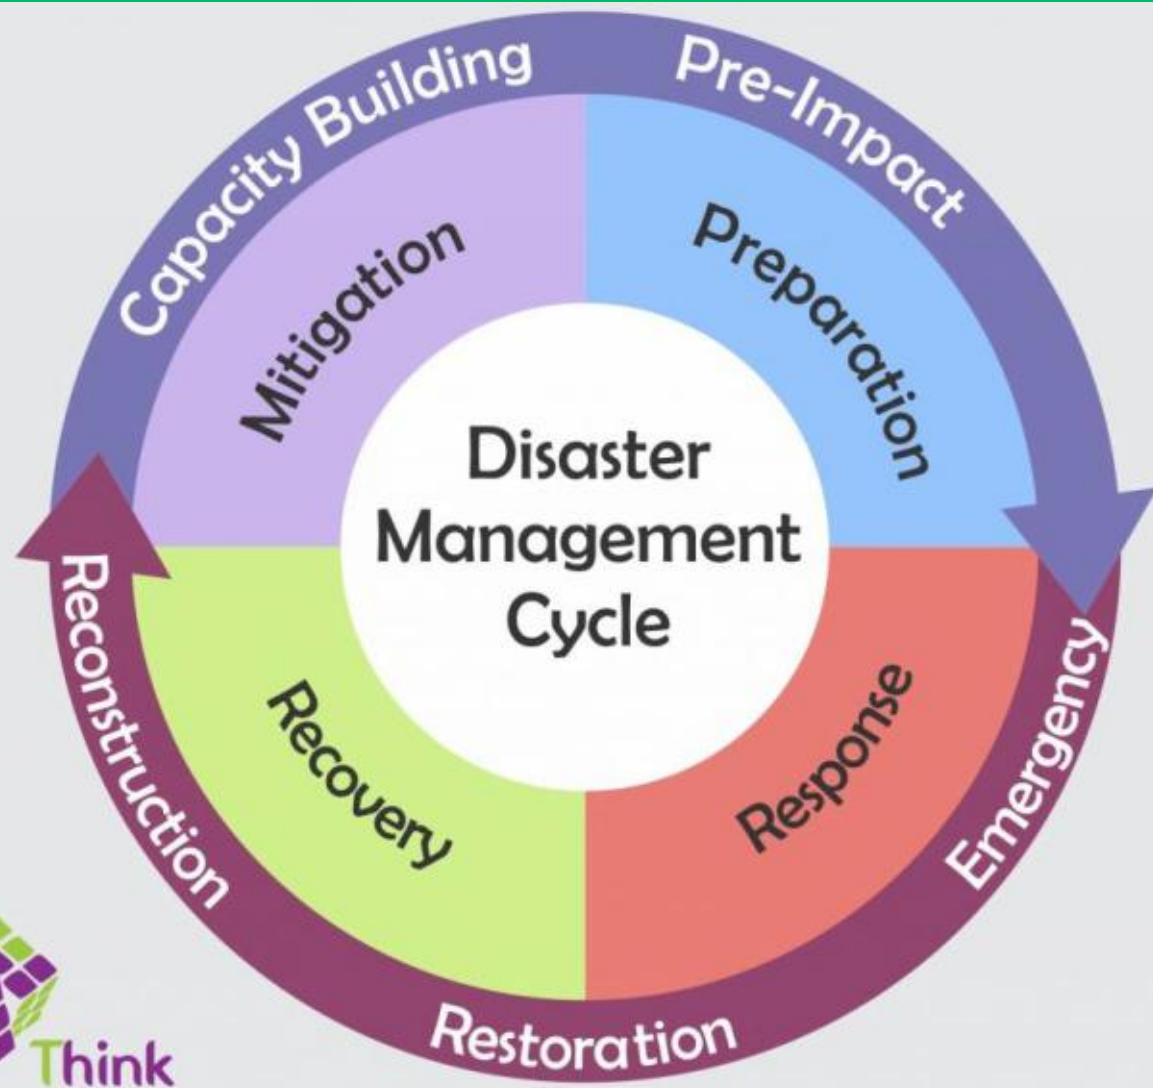 Capacity Building
Pre-Impact
Mitigation
Preparation
Disaster
Management
Cycle
Reconstruction
Recovery
Response
Emergency
Restoration
Think